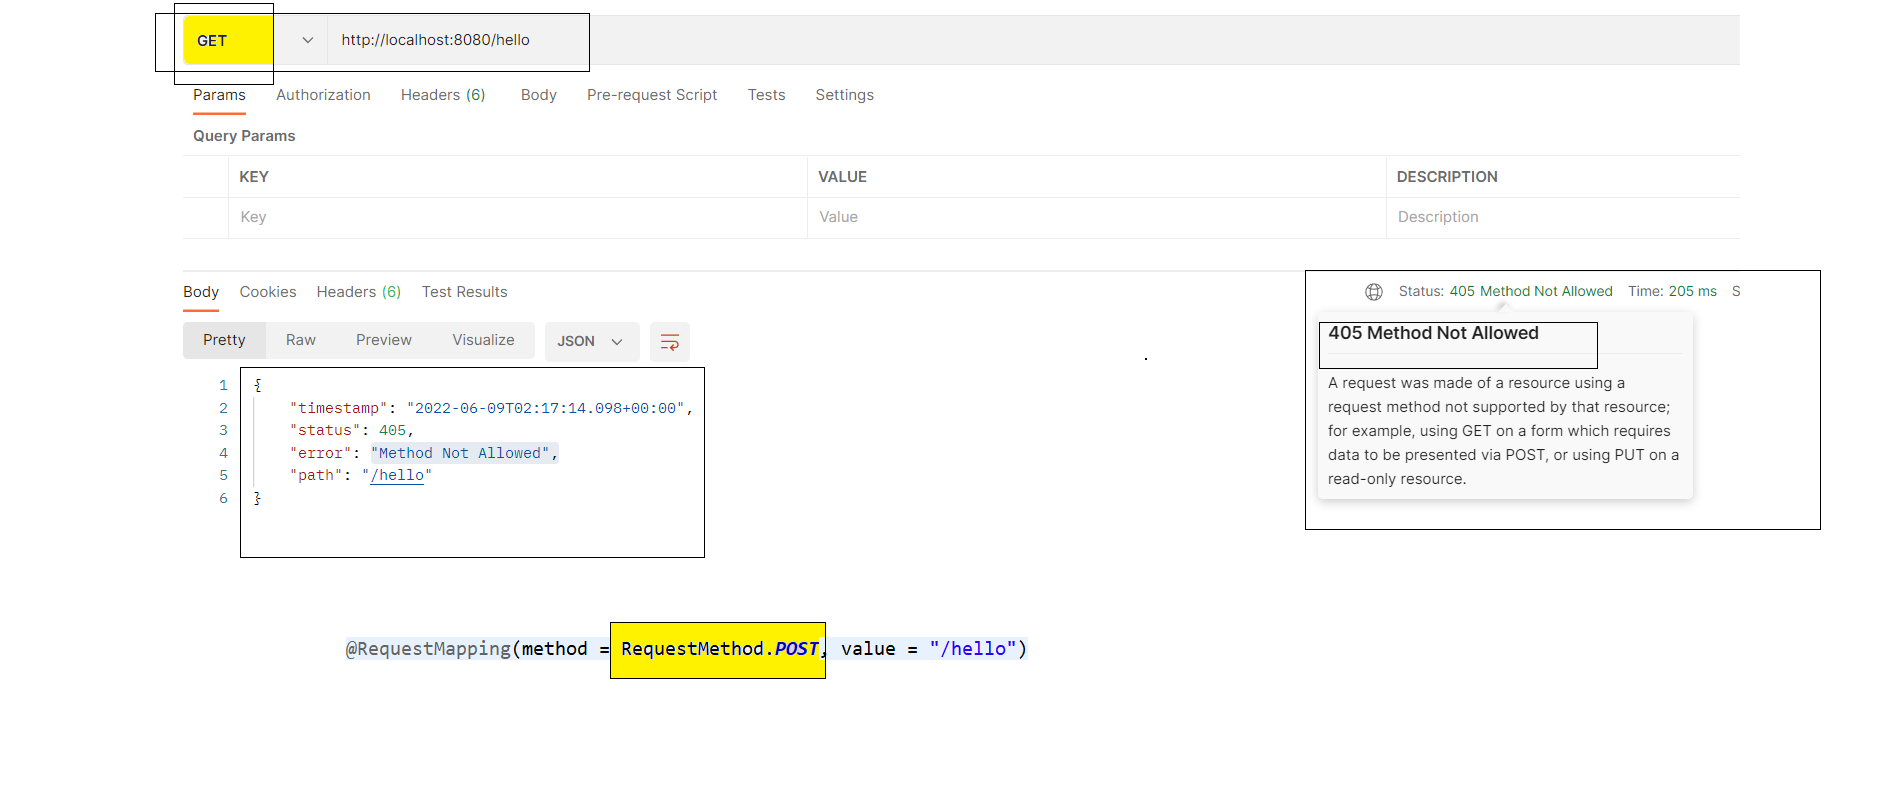 GET http://localhost:8080/hello
Params Authorization Headers (6) Body Pre-request Script Tests Settings
Query Params
KEY VALUE DESCRIPTION
Key Value Description
Body Cookies Headers (6) Test Results Status: 405 Method Not Allowed Time: 205 ms S
Pretty Raw Preview Visualize JSON
405 Method Not Allowed
A request was made of a resource using a
request method not supported by that resource;
for example, using GET on a form which requires
data to be presented via POST, or using PUT on a
read-only resource.
1 {
2 "timestamp": "2022-06-09T02:17:14.098+00:00",
3 "status": 405,
4 "error": "Method Not Allowed",
5 "path": "/hello"
6 }
@RequestMapping(method = RequestMethod.POST, value = "/hello")